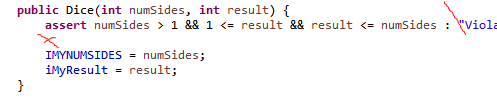 public Dice(int numSides, int result) {
assert numSides > 1 && 1 <= result && result <= numSides : "Viola
IMYNUMSIDES = numSides;
iMyResult = result;
}